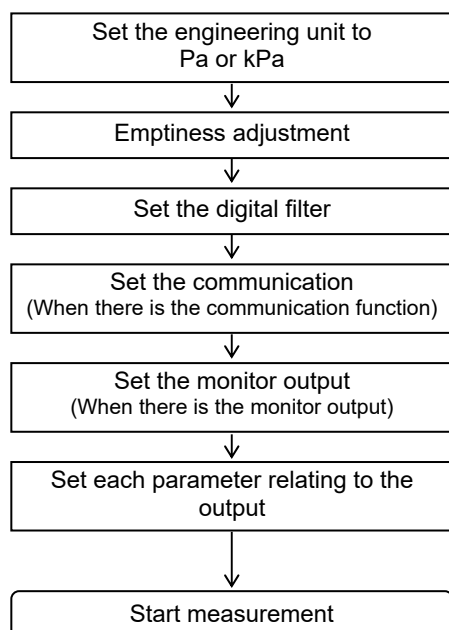 Set the engineering unit to
Pa or kPa
Emptiness adjustment
Set the digital filter
Set the communication
(When there is the communication function)
Set the monitor output
(When there is the monitor output)
Set each parameter relating to the
output
Start measurement